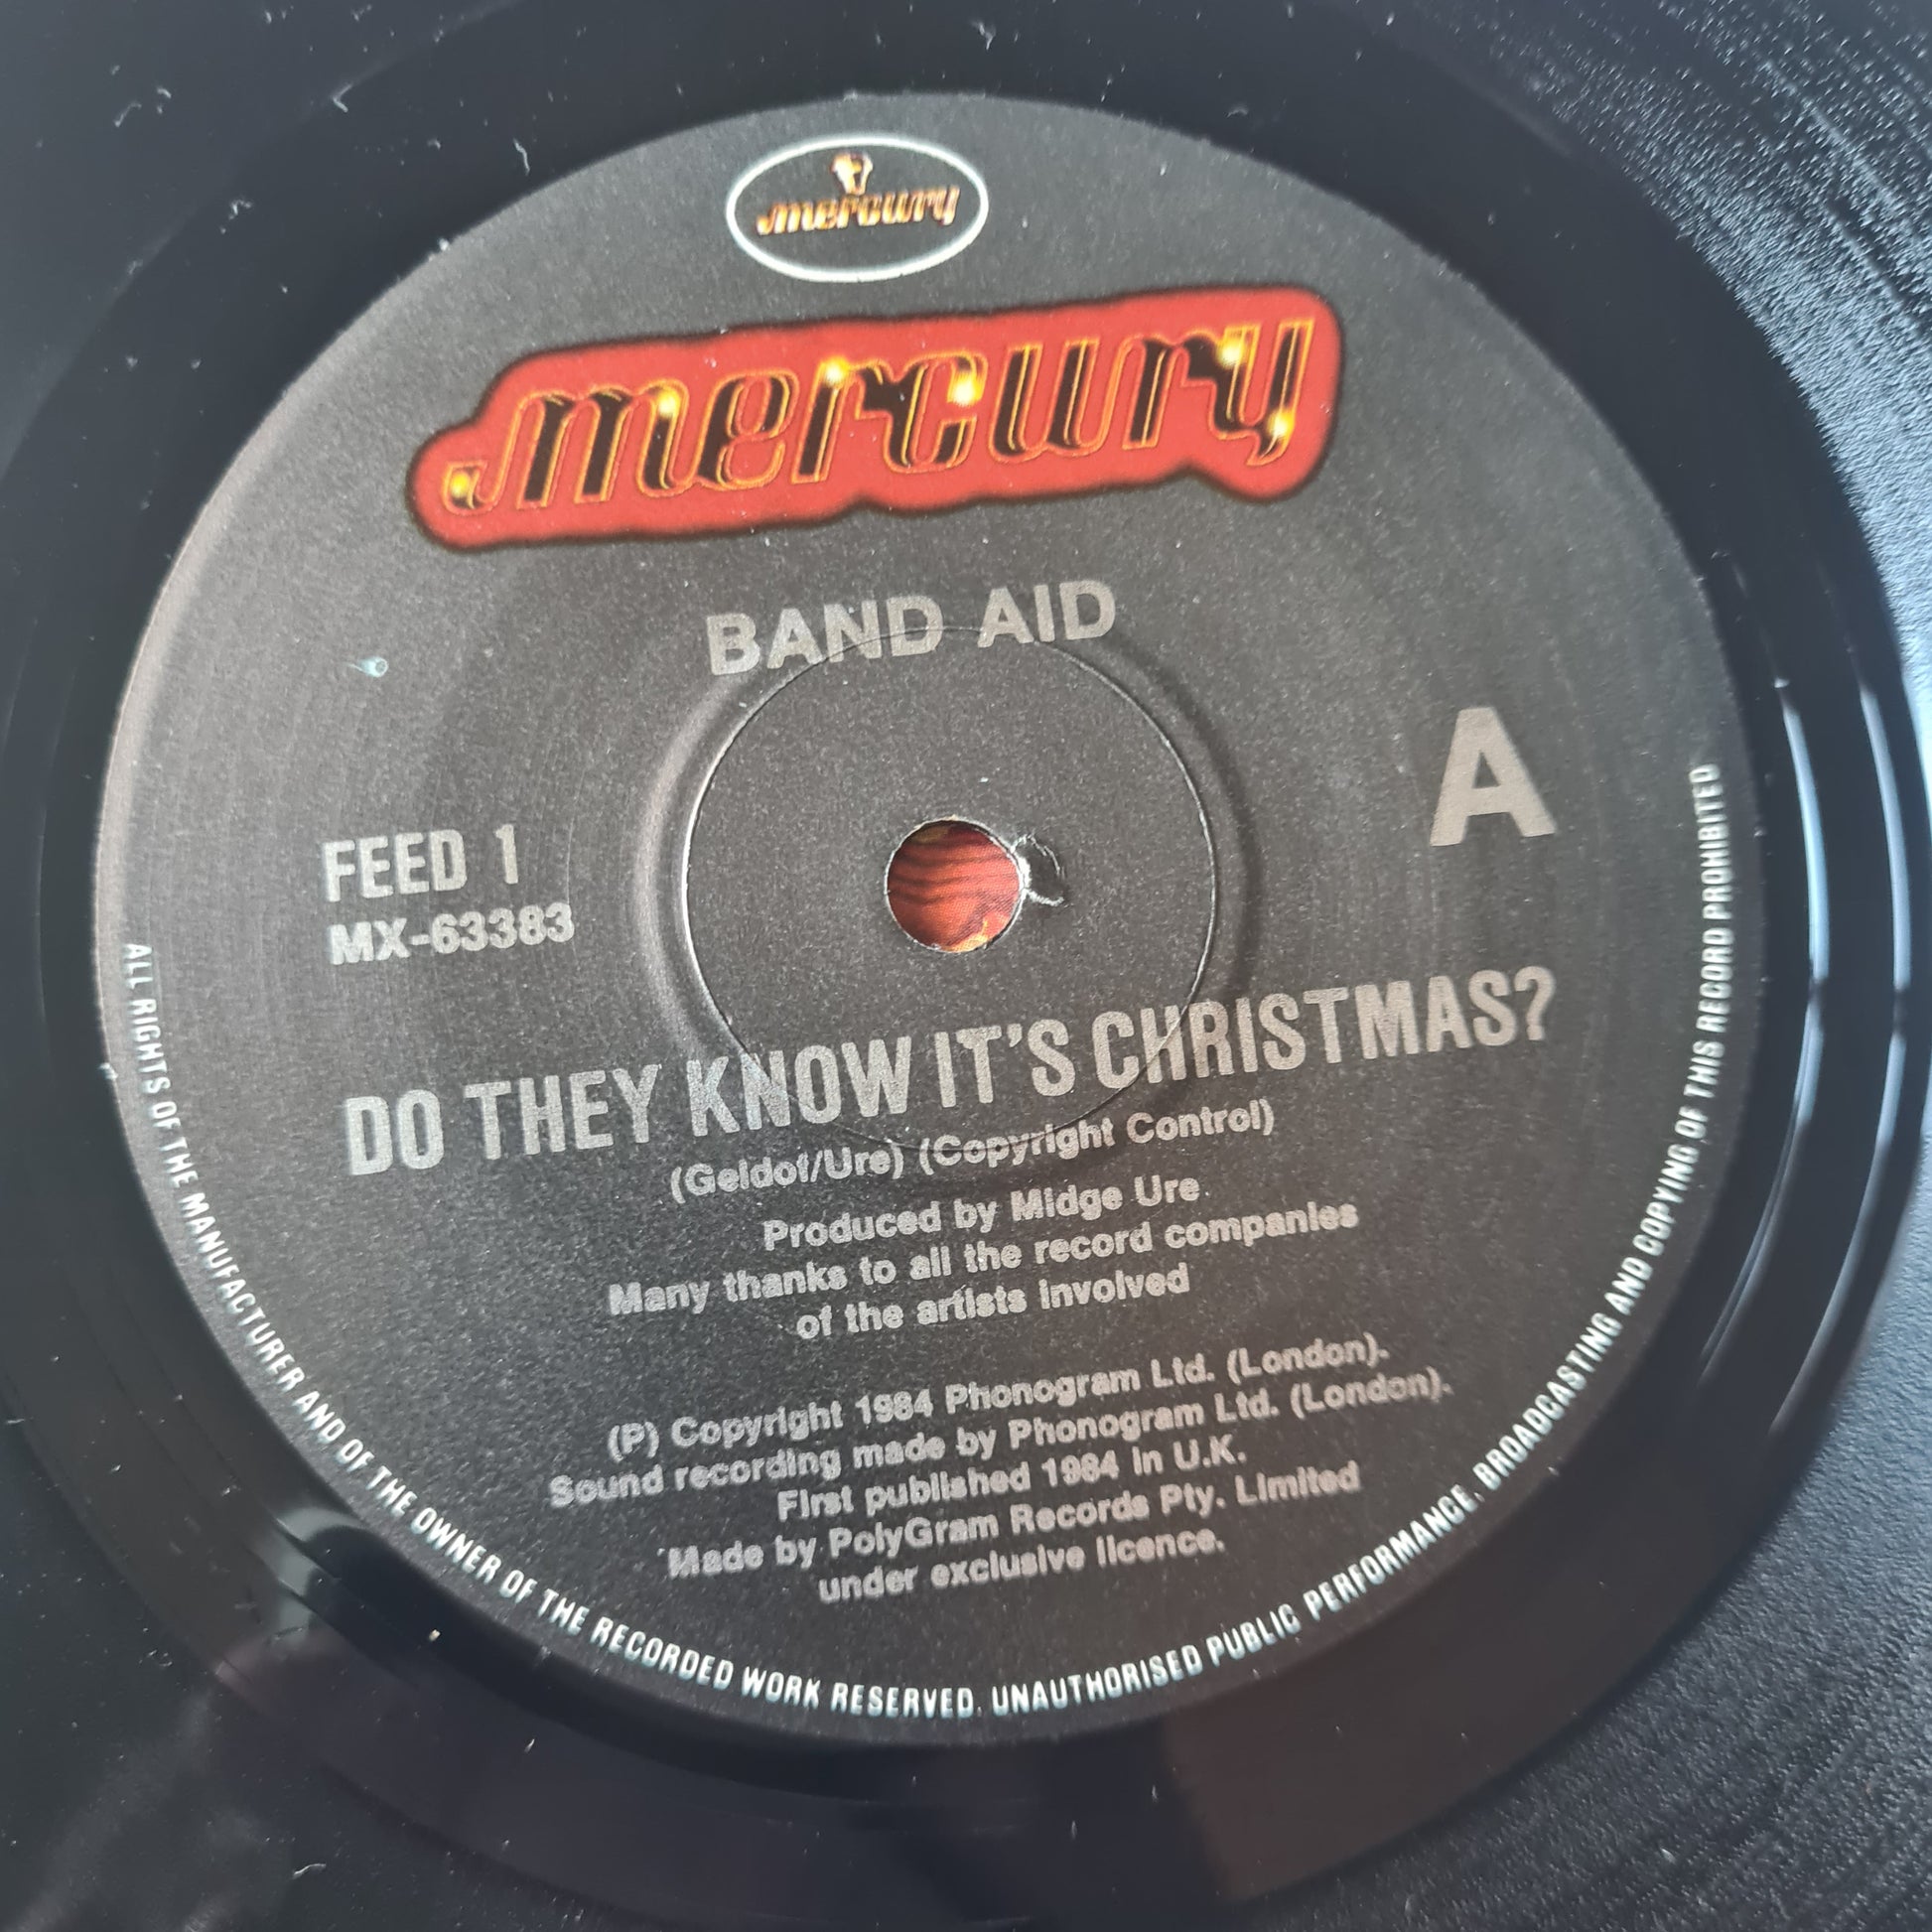 mercury
mercury
BAND AID
A
FEED 1
MX-63383
DO THEY KNOW IT'S CHRISTMAS?
(Geldof/Ure) (Copyright Control)
Produced by Midge Ure
Many thanks to all the record companies
of the artists involved
(P) Copyright 1984 Phonogram Ltd. (London).
Sound recording made by Phonogram Ltd. (London).
First published 1984 in U.K.
Made by PolyGram Records Pty. Limited
under exclusive licence.
ALL RIGHTS OF THE MANUFACTURER AND OF THE OWNER OF THE RECORDED WORK RESERVED. UNAUTHORISED PUBLIC PERFORMANCE, BROADCASTING AND COPYING OF THIS RECORD PROHIBITED